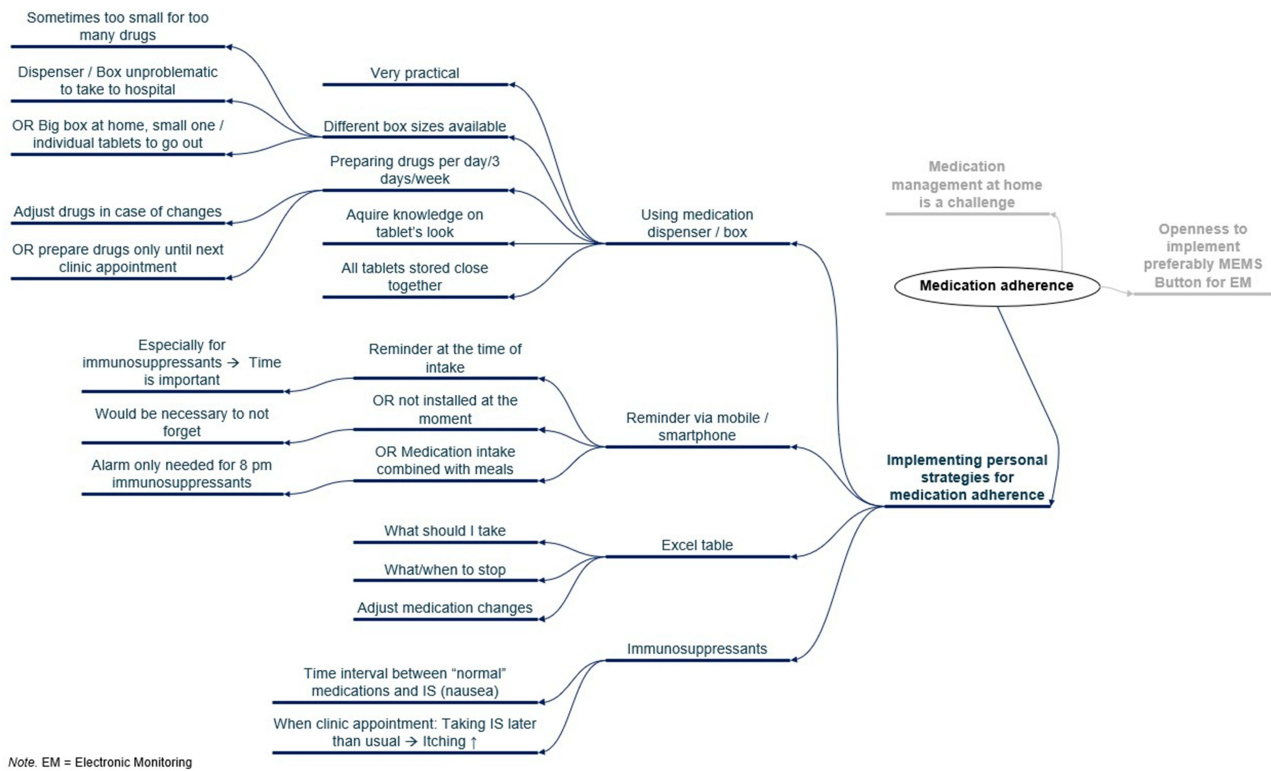 Sometimes too small for too
many drugs
Dispenser / Box unproblematic
to take to hospital
OR Big box at home, small one /
individual tablets to go out
Adjust drugs in case of changes
OR prepare drugs only until next
clinic appointment
Very practical
Different box sizes available
Preparing drugs per day/3
days/week
Aquire knowledge on
tablet's look
All tablets stored close
together
Using medication
dispenser / box
Medication
management at home
is a challenge
Openness to
implement
preferably MEMS
Button for EM
Medication adherence
Especially for
immunosuppressants → Time
is important
Would be necessary to not
forget
Alarm only needed for 8 pm
immunosuppressants
Reminder at the time of
intake
OR not installed at the
moment
OR Medication intake
combined with meals
Reminder via mobile /
smartphone
Implementing personal
strategies for
medication adherence
What should I take
What/when to stop
Adjust medication changes
Excel table
Immunosuppressants
Time interval between “normal”
medications and IS (nausea)
When clinic appointment: Taking IS later
than usual → Itching ↑
Note. EM = Electronic Monitoring